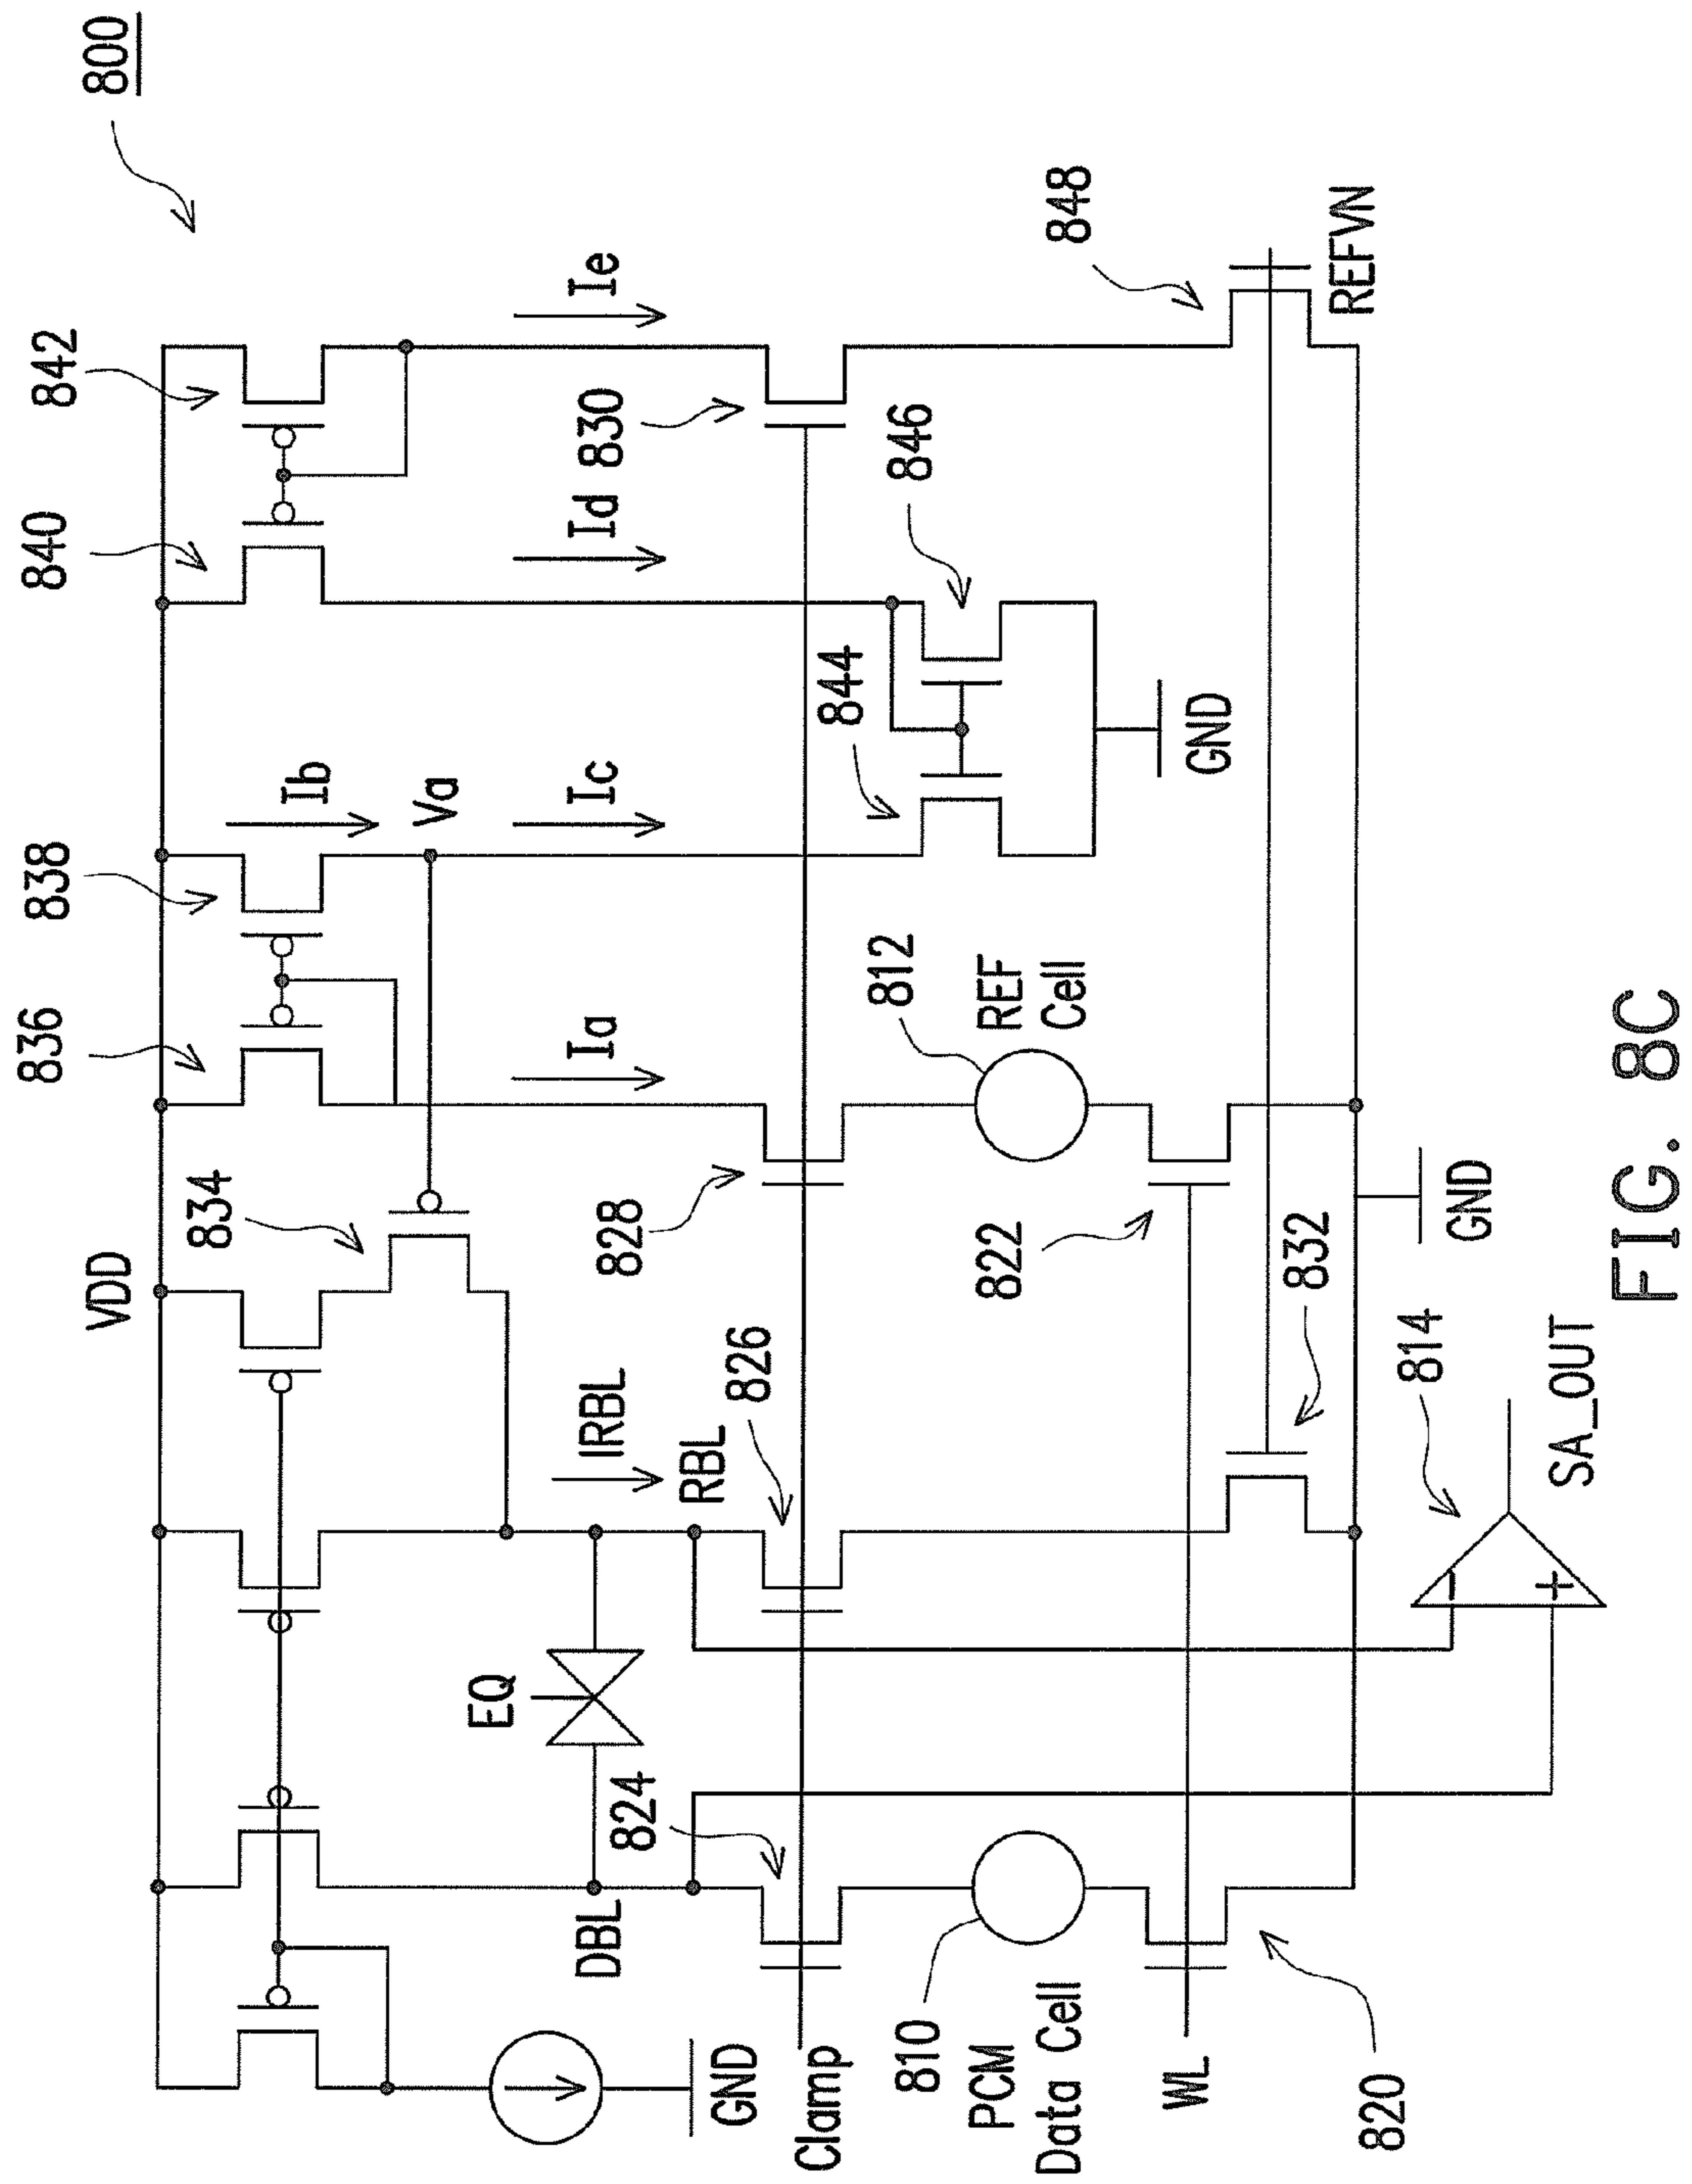 800
VDD
834
836
838
840
842
Ib
Va
EQ
IRBL
RBL
Ia
Ic
Id
Ie
DBL
824
826
828
830
GND
Clamp
810
PCM
Data Cell
812
REF
Cell
844
846
848
WL
820
822
832
GND
REFVN
GND
814
SA_OUT
FIG. 8C